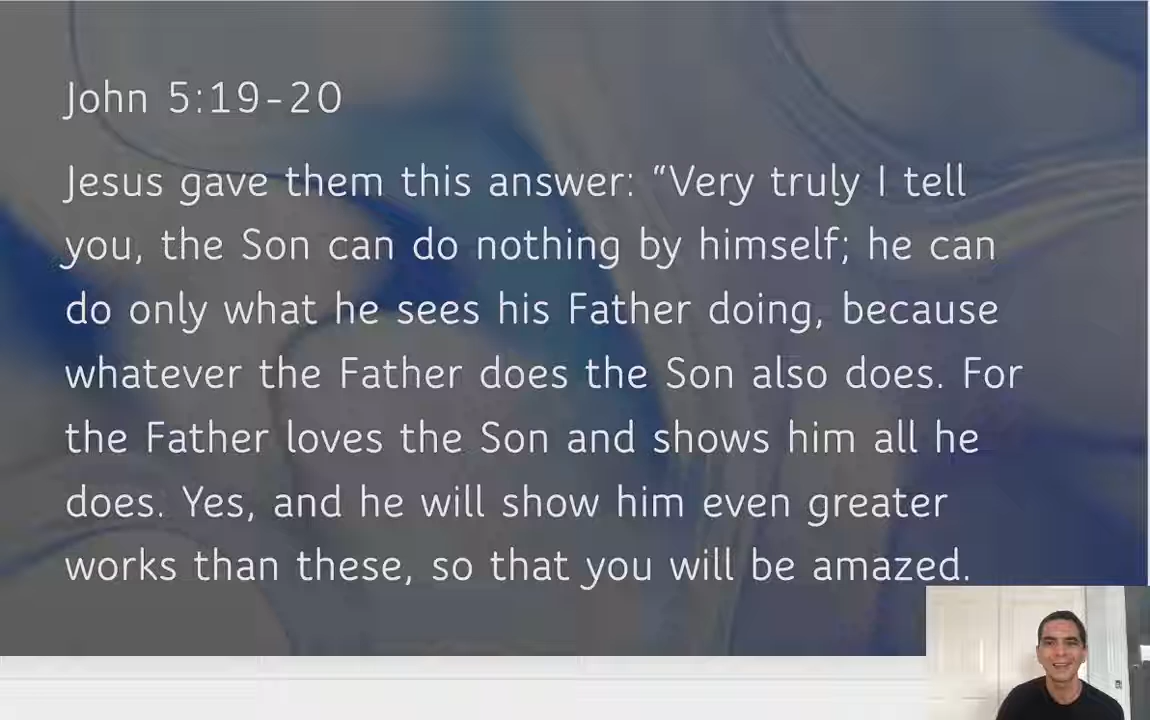 John 5:19-20
Jesus gave them this answer: “Very truly I tell
you, the Son can do nothing by himself; he can
do only what he sees his Father doing, because
whatever the Father does the Son also does. For
the Father loves the Son and shows him all he
does. Yes, and he will show him even greater
works than these, so that you will be amazed.